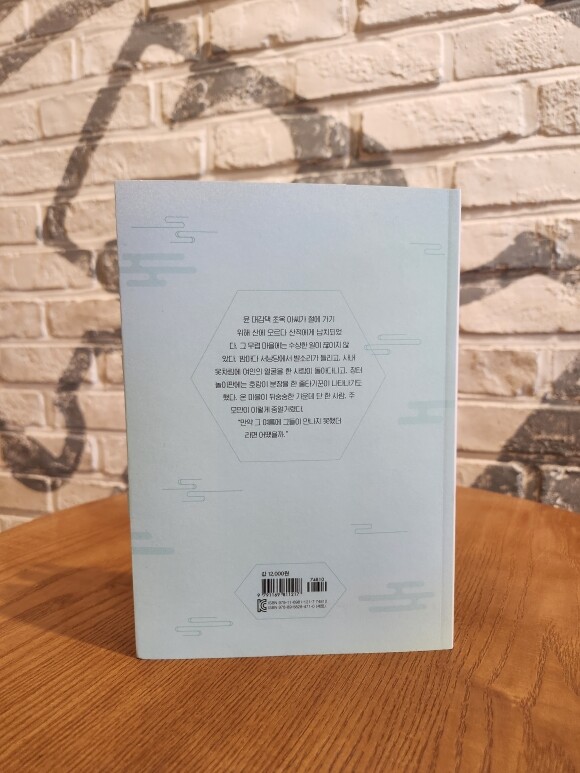 윤 대감댁 초옥 아씨가 절에 가기
위해 산에 오르다 산적에게 납치되었
다. 그 무렵 마을에는 수상한 일이 끊이지 않
았다. 밤마다 서낭당에서 방울소리가 들리고, 사내
옷차림에 여인의 얼굴을 한 사람이 돌아다니고, 장터
놀이판에는 호랑이 분장을 한 줄타기꾼이 나타나기도
했다. 온 마을이 뒤숭숭한 가운데 단 한 사람, 주
모만이 이렇게 중얼거렸다.
“만약 그 여름에 그들이 만나지 못했더
라면 어땠을까.”
값 12,000원
74810
ISBN
ISBN